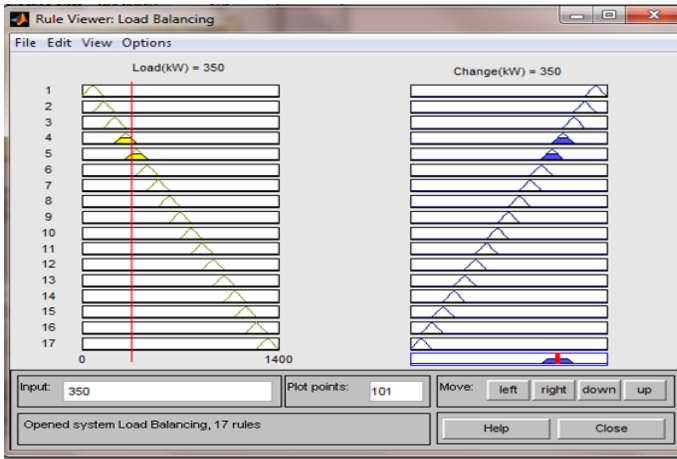 Rule Viewer: Load Balancing
File Edit View Options
Load(kW) = 350
Change(kW) = 350
1
2
3
4
5
6
7
8
9
10
11
12
13
14
15
16
17
0
1400
Input:
350
Plot points:
101
Move:
left
right
down
up
Opened system Load Balancing, 17 rules
Help
Close